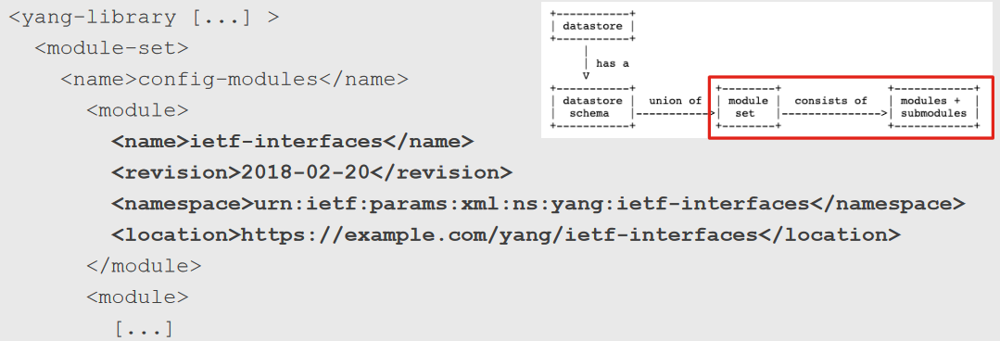 <yang-library [...] >
<module-set>
<name>config-modules</name>
<module>
<name>ietf-interfaces</name>
<revision>2018-02-20</revision>
<namespace>urn:ietf:params:xml:ns:yang:ietf-interfaces</namespace>
<location>https://example.com/yang/ietf-interfaces</location>
</module>
<module>
[...]
+-----------+
| datastore |
+-----------+
|
| has a
V
+-----------+ +--------+ +------------+
| datastore | union of | module | consists of | modules + |
| schema |----------->| set |-------------->| submodules |
+-----------+ +--------+ +------------+